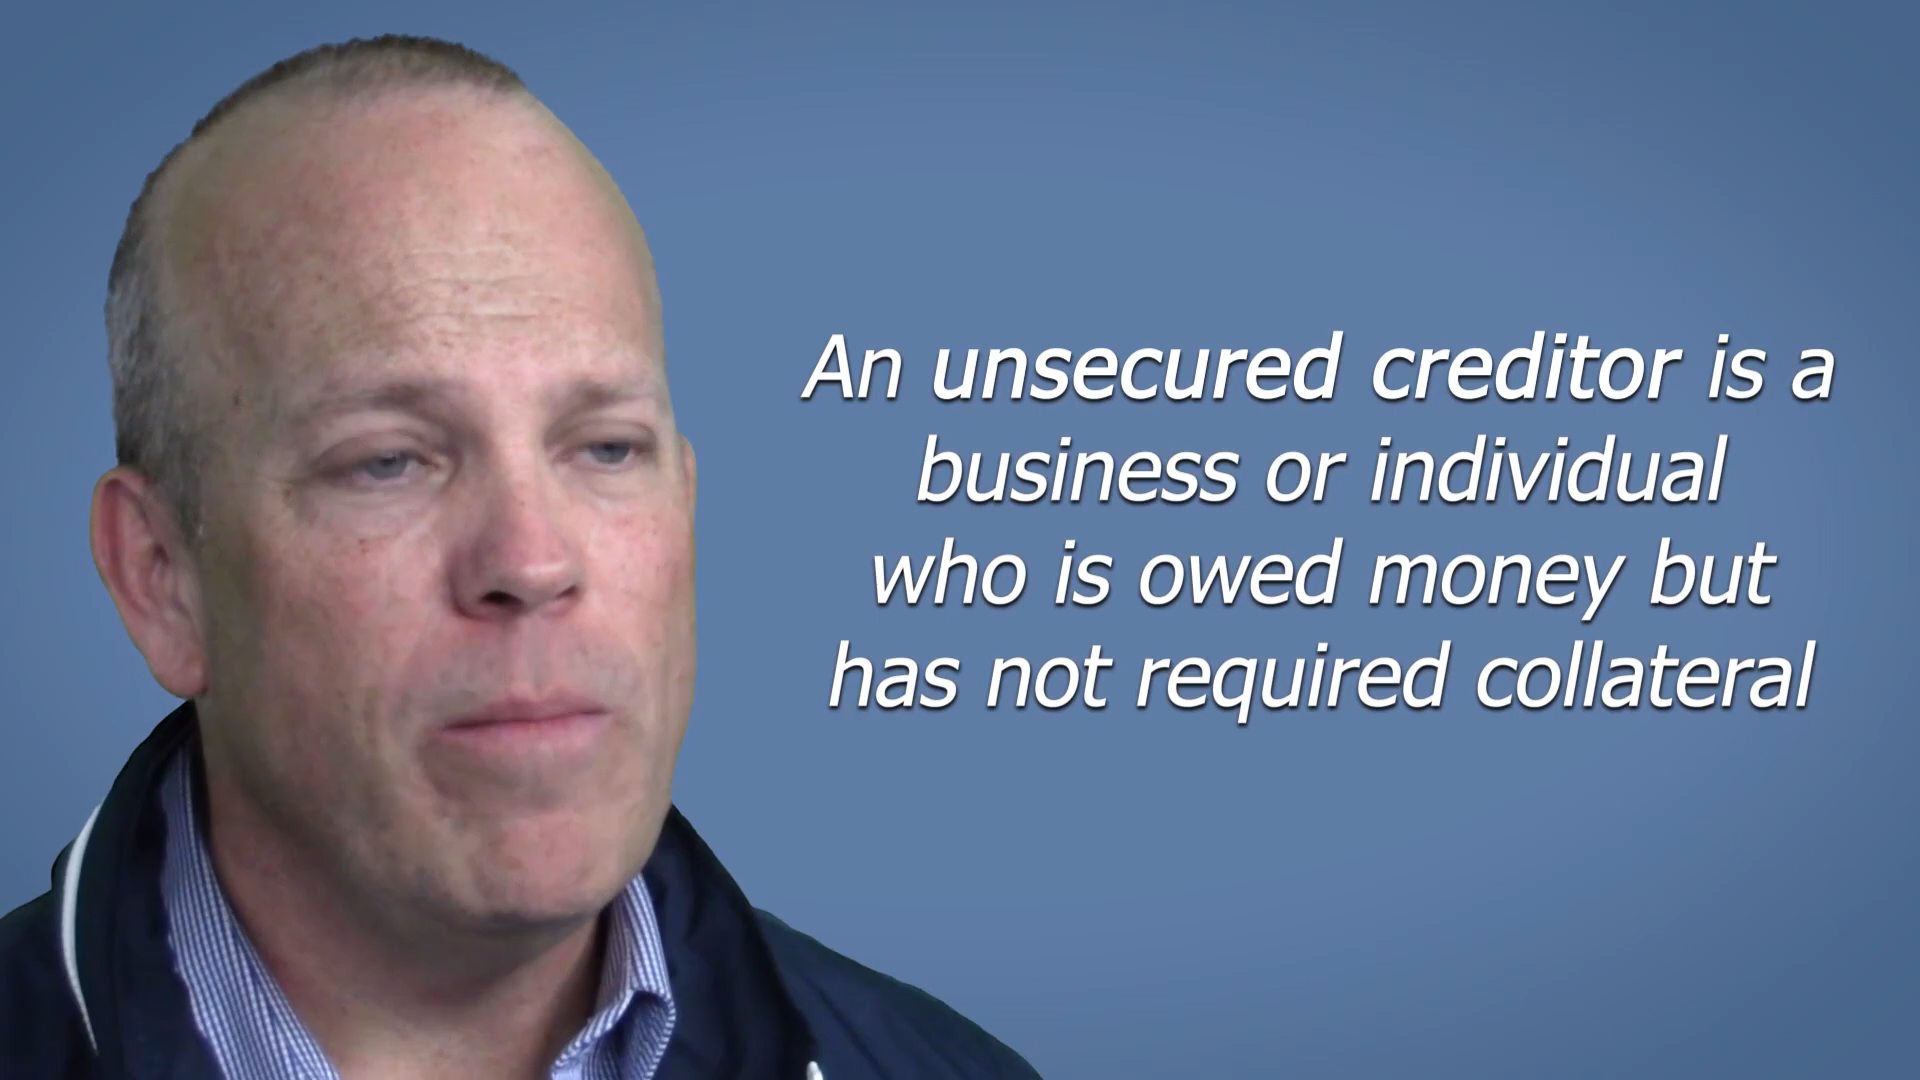 An unsecured creditor is a
business or individual
who is owed money but
has not required collateral